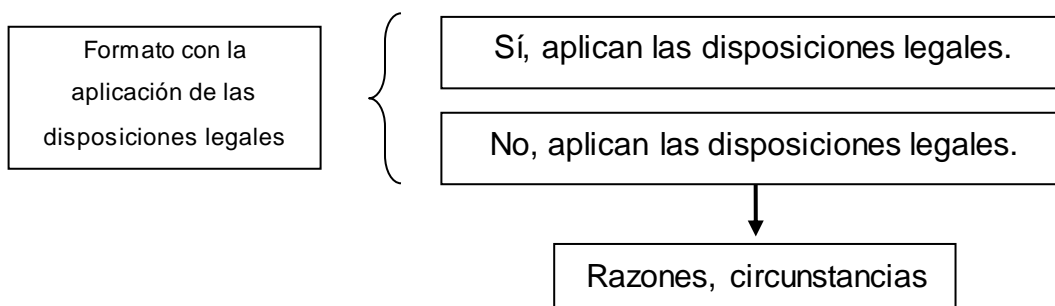 Formato con la
aplicación de las
disposiciones legales
Sí, aplican las disposiciones legales.
No, aplican las disposiciones legales.
Razones, circunstancias